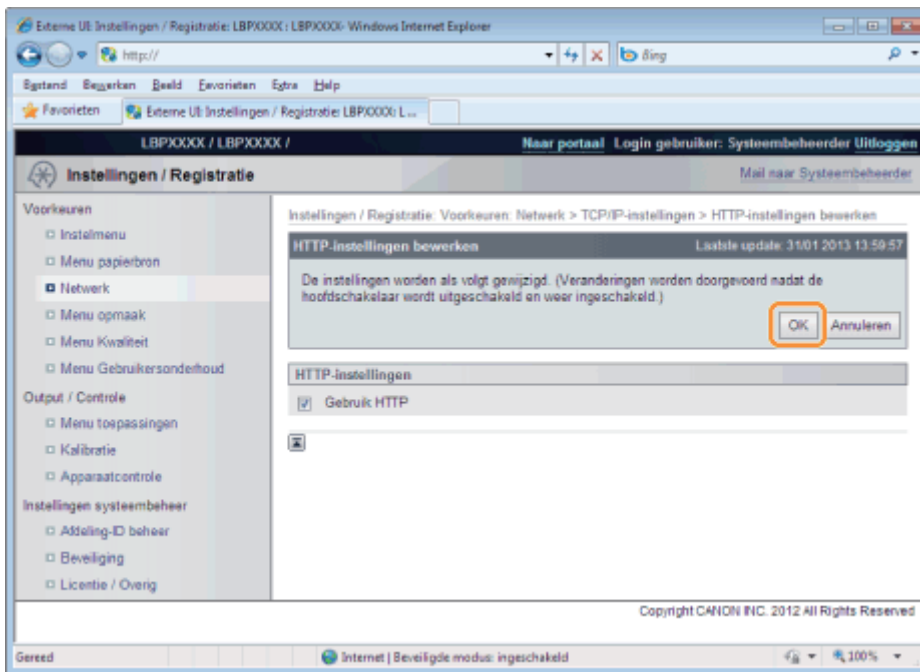 Externe UI: Instellingen / Registratie: LBPXXXX : LBPXXXX- Windows Internet Explorer
http://
Bing
Bestand Bewerken Beeld Favorieten Extra Help
Favorieten Externe UI: Instellingen / Registratie: LBPXXXX: L...
LBPXXXX / LBPXXXX / Naar portaal Login gebruiker: Systeembeheerder Uitloggen
Instellingen / Registratie Mail naar Systeembeheerder
Voorkeuren
Instelmenu
Menu papierbron
Netwerk
Menu opmaak
Menu Kwaliteit
Menu Gebruikersonderhoud
Output / Controle
Menu toepassingen
Kalibratie
Apparaatcontrole
Instellingen systeembeheer
Afdeling-ID beheer
Beveiliging
Licentie / Overig
Instellingen / Registratie: Voorkeuren: Netwerk > TCP/IP-instellingen > HTTP-instellingen bewerken
HTTP-instellingen bewerken Laatste update: 31/01 2013 13:59:57
De instellingen worden als volgt gewijzigd. (Veranderingen worden doorgevoerd nadat de
hoofdschakelaar wordt uitgeschakeld en weer ingeschakeld.)
OK Annuleren
HTTP-instellingen
Gebruik HTTP
Copyright CANON INC. 2012 All Rights Reserved
Gereed Internet | Beveiligde modus: ingeschakeld 100%